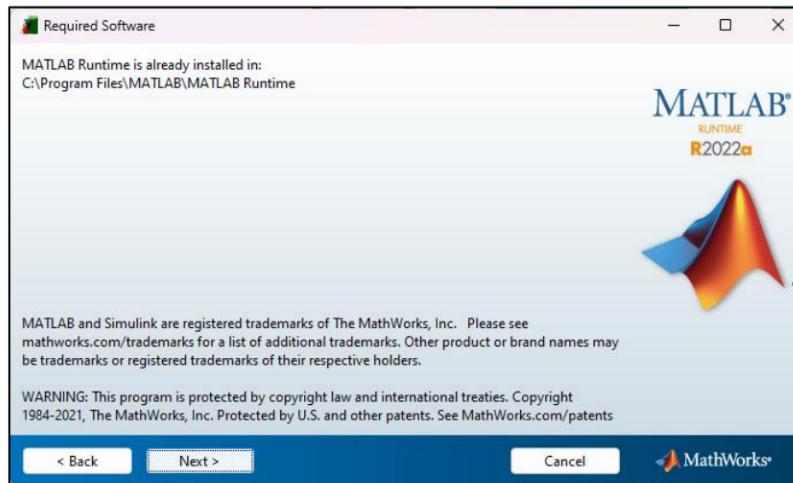 Required Software
MATLAB Runtime is already installed in:
C:\Program Files\MATLAB\MATLAB Runtime
MATLAB®
RUNTIME
R2022a
MATLAB and Simulink are registered trademarks of The MathWorks, Inc. Please see
mathworks.com/trademarks for a list of additional trademarks. Other product or brand names may
be trademarks or registered trademarks of their respective holders.
WARNING: This program is protected by copyright law and international treaties. Copyright
1984-2021, The MathWorks, Inc. Protected by U.S. and other patents. See MathWorks.com/patents
< Back
Next >
Cancel
MathWorks®